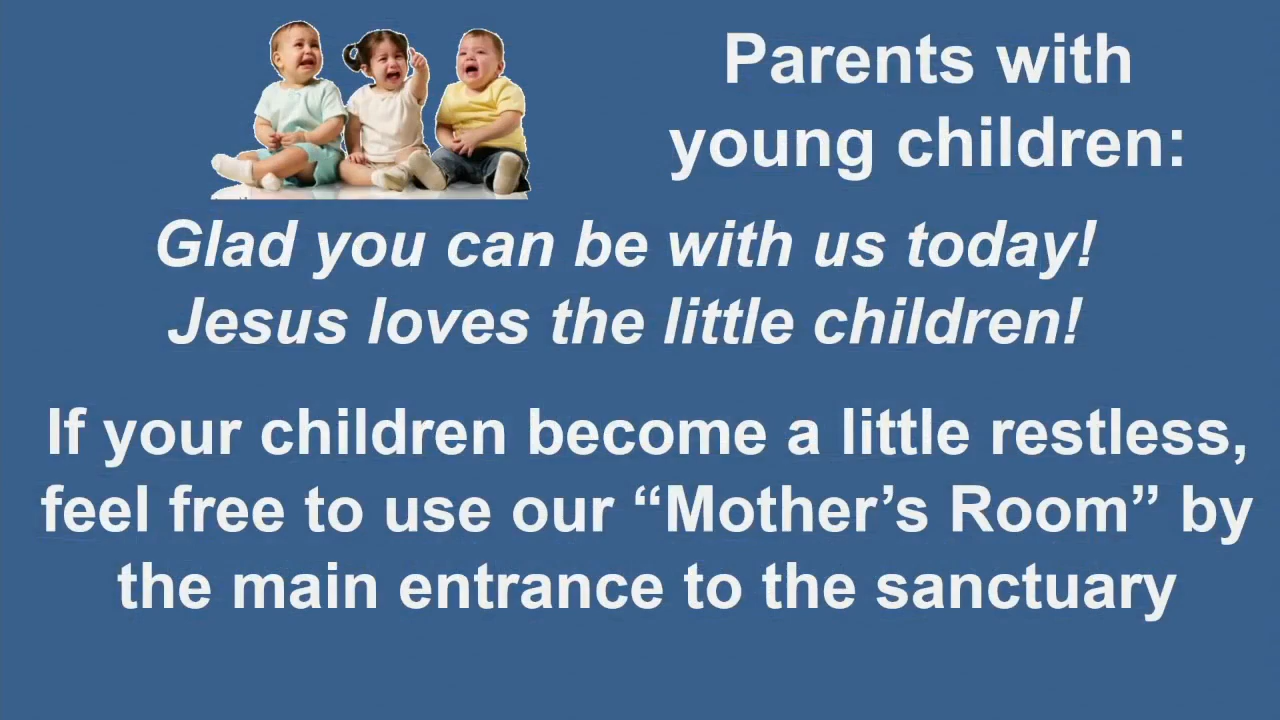 Parents with
young children:
Glad you can be with us today!
Jesus loves the little children!
If your children become a little restless,
feel free to use our “Mother’s Room” by
the main entrance to the sanctuary